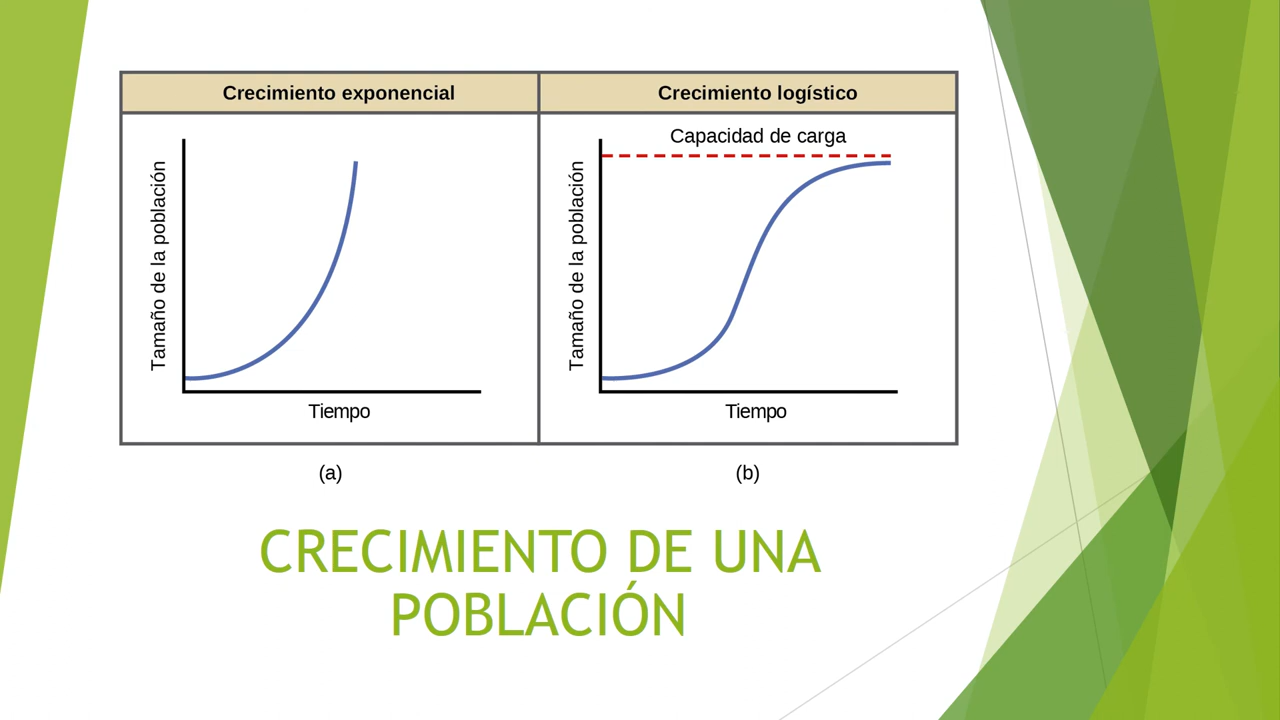 Crecimiento exponencial
Crecimiento logístico
Tamaño de la población
Tiempo
Capacidad de carga
Tamaño de la población
Tiempo
(a)
(b)
CRECIMIENTO DE UNA
POBLACIÓN